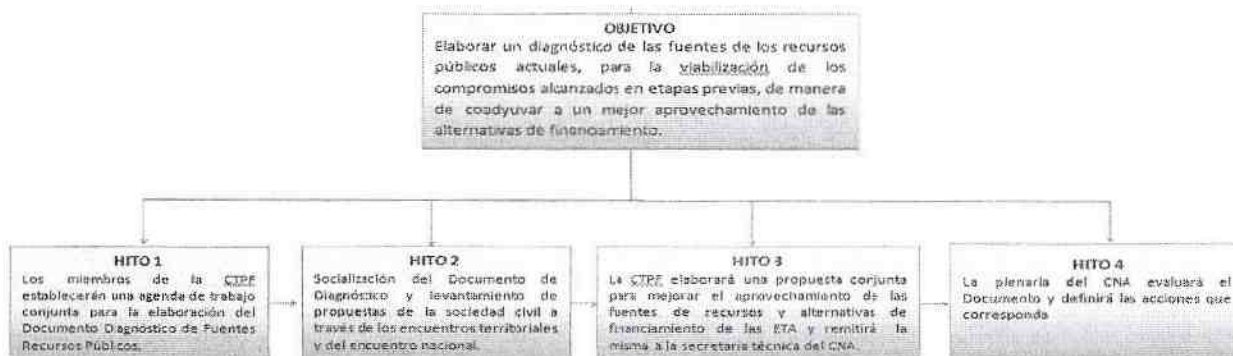 OBJETIVO
Elaborar un diagnóstico de las fuentes de los recursos
públicos actuales, para la viabilización de los
compromisos alcanzados en etapas previas, de manera
de coadyuvar a un mejor aprovechamiento de las
alternativas de financiamiento.
HITO 1
Los miembros de la CTPF
establecerán una agenda de trabajo
conjunta para la elaboración del
Documento Diagnóstico de Fuentes
Recursos Públicos.
HITO 2
Socialización del Documento de
Diagnóstico y levantamiento de
propuestas de la sociedad civil a
través de los encuentros territoriales
y del encuentro nacional.
HITO 3
La CTPF elaborará una propuesta conjunta
para mejorar el aprovechamiento de las
fuentes de recursos y alternativas de
financiamiento de las ETA y remitirá la
misma a la secretaria técnica del CNA.
HITO 4
La plenaria del CNA evaluará el
Documento y definirá las acciones que
corresponda